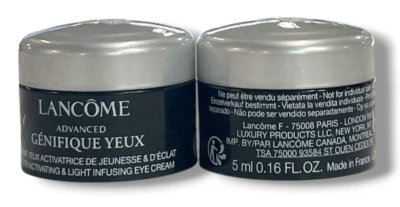 LANCÔME
ADVANCED
GÉNIFIQUE YEUX
YEUX ACTIVATRICE DE JEUNESSE & D'ÉCLAT
ACTIVATING & LIGHT INFUSING EYE CREAM
Ne peut être vendu séparément - Not for individual
Einzelverkauf bestimmt - Vietata la vendita individual
separado - Não pode ser vendido separadamente -
Lancôme F - 75008 PARIS - LONDON
LUXURY PRODUCTS LLC, NEW YORK, NY
IMP. BY/PAR LANCÔME CANADA, MONTREAL
TSA 75000 93584 ST OUEN CEDEX
5 ml 0.16 FL.OZ. Made in France